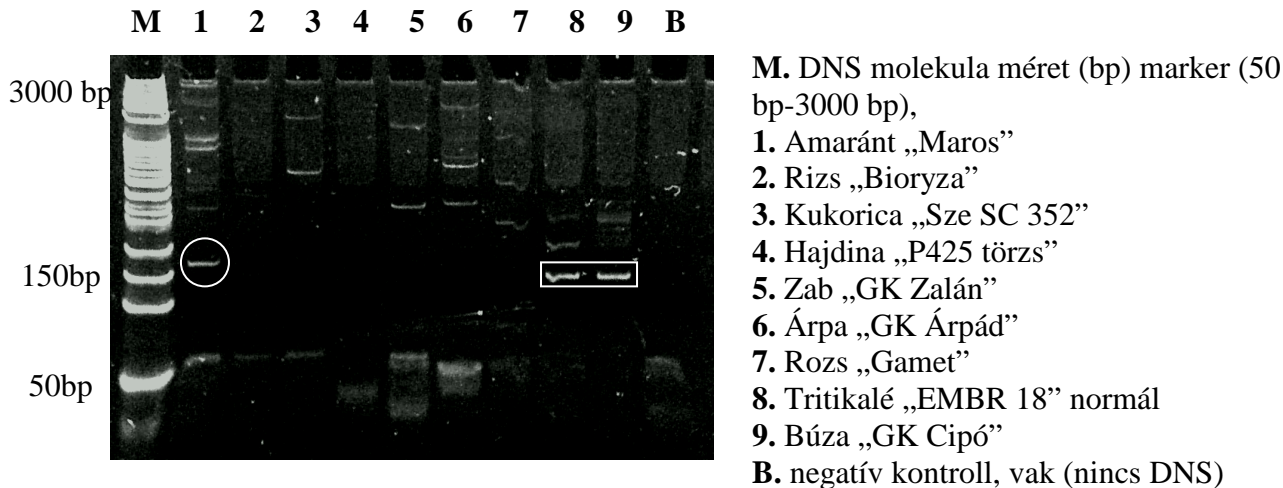 M 1 2 3 4 5 6 7 8 9 B
3000 bp
150bp
50bp
M. DNS molekula méret (bp) marker (50
bp-3000 bp),
1. Amaránt „Maros”
2. Rizs „Bioryza”
3. Kukorica „Sze SC 352”
4. Hajdina „P425 törzs”
5. Zab „GK Zalán”
6. Árpa „GK Árpád”
7. Rozs „Gamet”
8. Tritikalé „EMBR 18” normál
9. Búza „GK Cipó”
B. negatív kontroll, vak (nincs DNS)